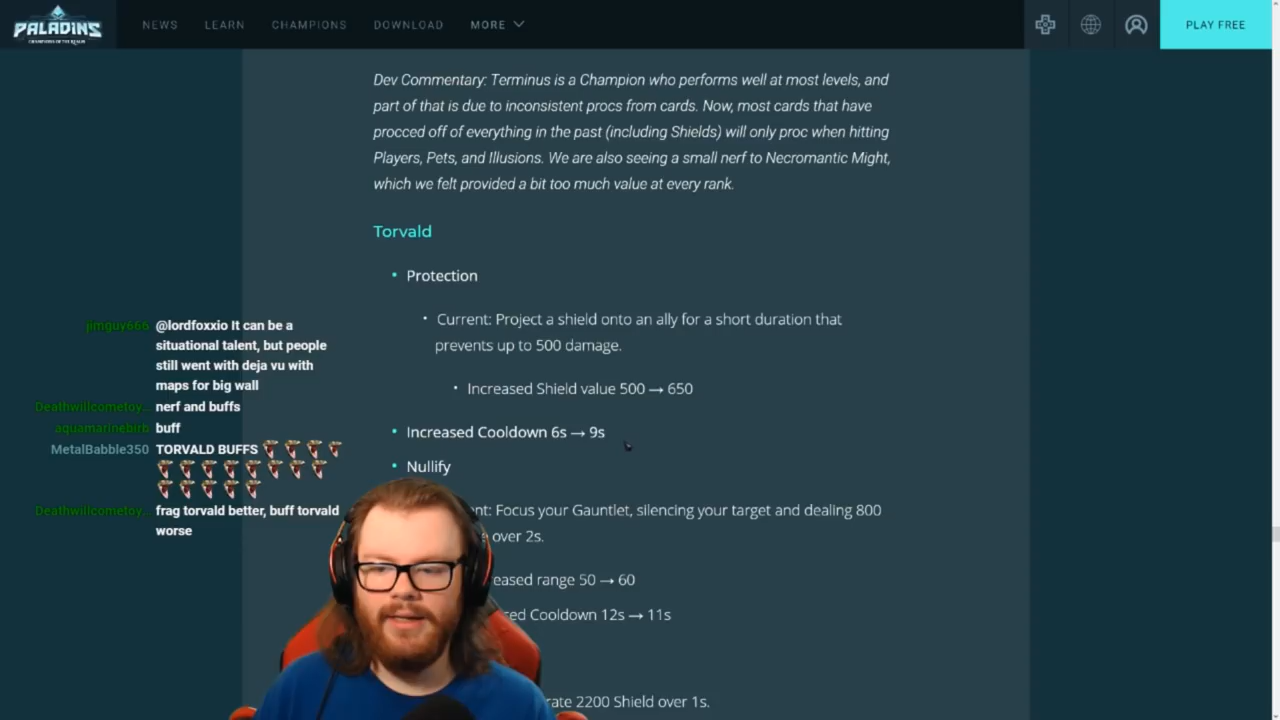 PALADINS
CHAMPIONS OF THE REALM
NEWS
LEARN
CHAMPIONS
DOWNLOAD
MORE
PLAY FREE
Dev Commentary: Terminus is a Champion who performs well at most levels, and
part of that is due to inconsistent procs from cards. Now, most cards that have
procced off of everything in the past (including Shields) will only proc when hitting
Players, Pets, and Illusions. We are also seeing a small nerf to Necromantic Might,
which we felt provided a bit too much value at every rank.
Torvald
• Protection
• Current: Project a shield onto an ally for a short duration that
prevents up to 500 damage.
• Increased Shield value 500 → 650
• Increased Cooldown 6s → 9s
• Nullify
nt: Focus your Gauntlet, silencing your target and dealing 800
over 2s.
eased range 50 → 60
sed Cooldown 12s → 11s
rate 2200 Shield over 1s.
jimguy666 @lordfoxxio It can be a
situational talent, but people
still went with deja vu with
maps for big wall
Deathwillcometoy... nerf and buffs
aquamarinebirb buff
MetalBabble350 TORVALD BUFFS
Deathwillcometoy... frag torvald better, buff torvald
worse